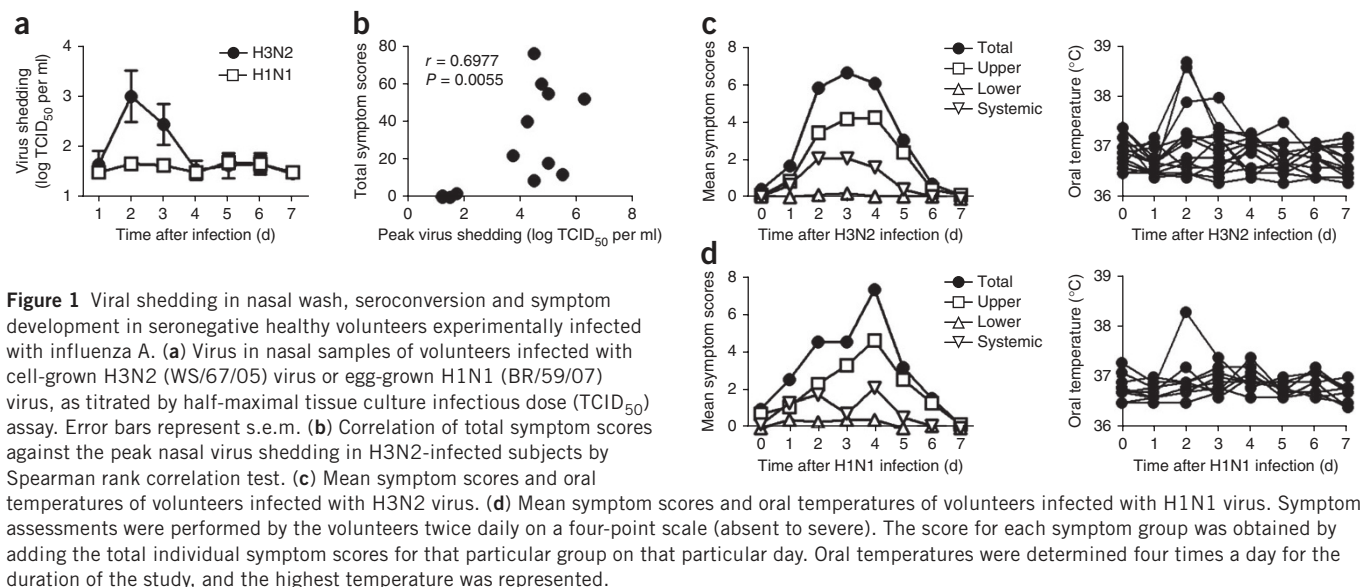 a
4
3
2
1
Virus shedding
(log TCID50 per ml)
H3N2
H1N1
1 2 3 4 5 6 7
Time after infection (d)
b
80
60
40
20
0
Total symptom scores
r = 0.6977
P = 0.0055
0 2 4 6 8
Peak virus shedding (log TCID50 per ml)
c
8
6
4
2
0
Mean symptom scores
Total
Upper
Lower
Systemic
0 1 2 3 4 5 6 7
Time after H3N2 infection (d)
39
38
37
36
Oral temperature (°C)
0 1 2 3 4 5 6 7
Time after H3N2 infection (d)
d
8
6
4
2
0
Mean symptom scores
Total
Upper
Lower
Systemic
0 1 2 3 4 5 6 7
Time after H1N1 infection (d)
39
38
37
36
Oral temperature (°C)
0 1 2 3 4 5 6 7
Time after H1N1 infection (d)
Figure 1 Viral shedding in nasal wash, seroconversion and symptom
development in seronegative healthy volunteers experimentally infected
with influenza A. (a) Virus in nasal samples of volunteers infected with
cell-grown H3N2 (WS/67/05) virus or egg-grown H1N1 (BR/59/07)
virus, as titrated by half-maximal tissue culture infectious dose (TCID50)
assay. Error bars represent s.e.m. (b) Correlation of total symptom scores
against the peak nasal virus shedding in H3N2-infected subjects by
Spearman rank correlation test. (c) Mean symptom scores and oral
temperatures of volunteers infected with H3N2 virus. (d) Mean symptom scores and oral temperatures of volunteers infected with H1N1 virus. Symptom
assessments were performed by the volunteers twice daily on a four-point scale (absent to severe). The score for each symptom group was obtained by
adding the total individual symptom scores for that particular group on that particular day. Oral temperatures were determined four times a day for the
duration of the study, and the highest temperature was represented.